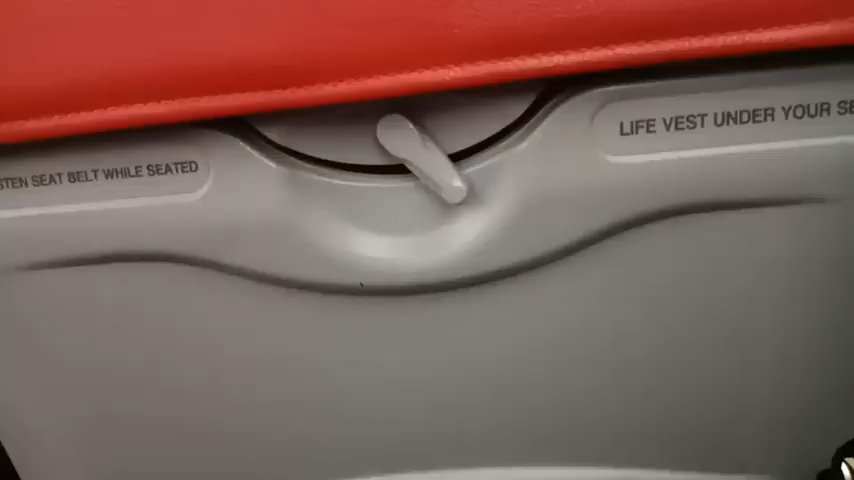 STEN SEAT BELT WHILE SEATED
LIFE VEST UNDER YOUR SE